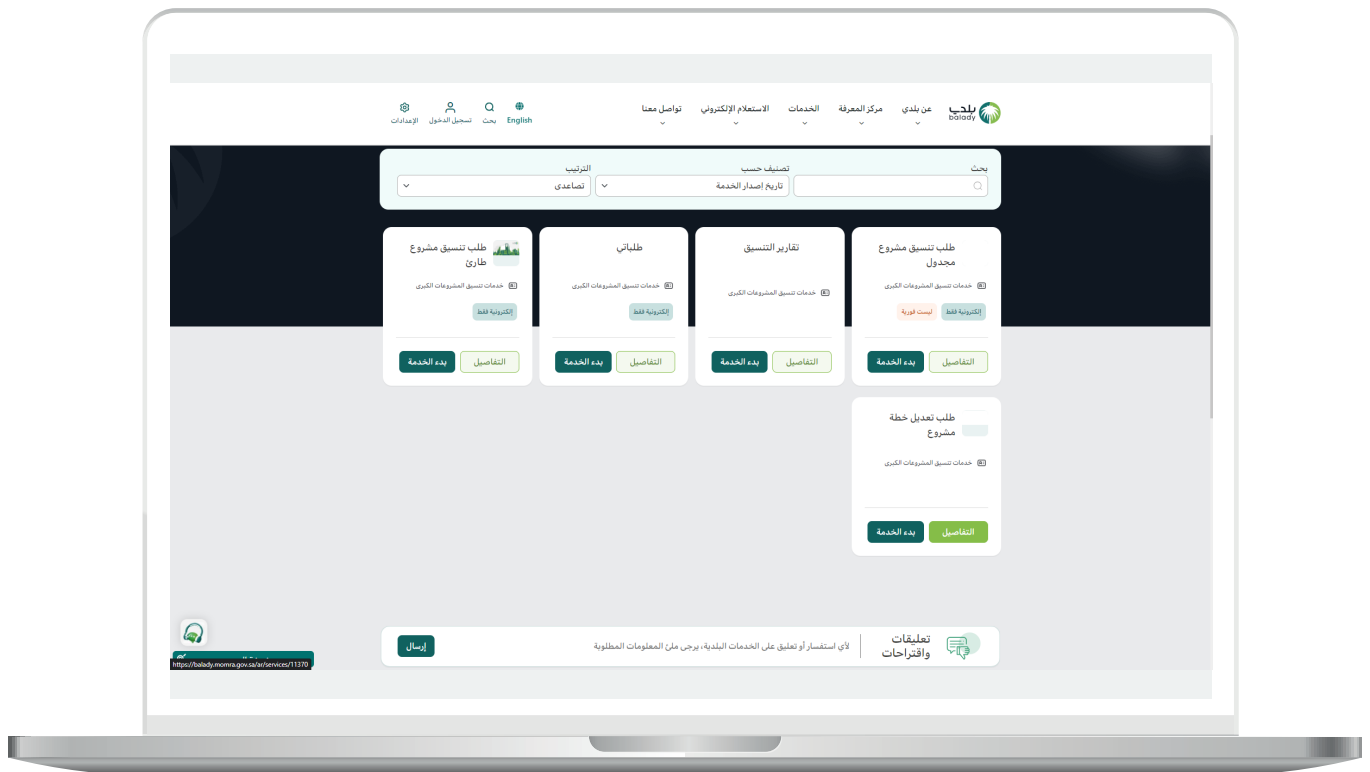 بلدي
balady
عن بلدي
مركز المعرفة
الخدمات
الاستعلام الإلكتروني
تواصل معنا
English
بحث
تسجيل الدخول
الإعدادات
بحث
تصنيف حسب
تاريخ إصدار الخدمة
الترتيب
تصاعدى
طلب تنسيق مشروع
مجدول
خدمات تنسيق المشروعات الكبرى
إلكترونية فقط
ليست فورية
التفاصيل
بدء الخدمة
تقارير التنسيق
خدمات تنسيق المشروعات الكبرى
التفاصيل
بدء الخدمة
طلباتي
خدمات تنسيق المشروعات الكبرى
إلكترونية فقط
التفاصيل
بدء الخدمة
طلب تنسيق مشروع
طارئ
خدمات تنسيق المشروعات الكبرى
إلكترونية فقط
التفاصيل
بدء الخدمة
طلب تعديل خطة
مشروع
خدمات تنسيق المشروعات الكبرى
التفاصيل
بدء الخدمة
تعليقات
واقتراحات
لأي استفسار أو تعليق على الخدمات البلدية، يرجى ملئ المعلومات المطلوبة
إرسال
https://balady.momra.gov.sa/ar/services/11370